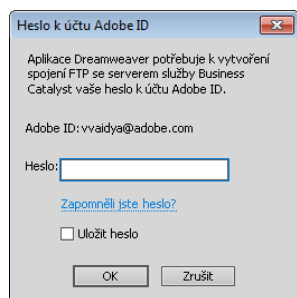 Heslo k účtu Adobe ID
Aplikace Dreamweaver potřebuje k vytvoření
spojení FTP se serverem služby Business
Catalyst vaše heslo k účtu Adobe ID.
Adobe ID: vvaidya@adobe.com
Heslo:
Zapomněli jste heslo?
Uložit heslo
OK Zrušit